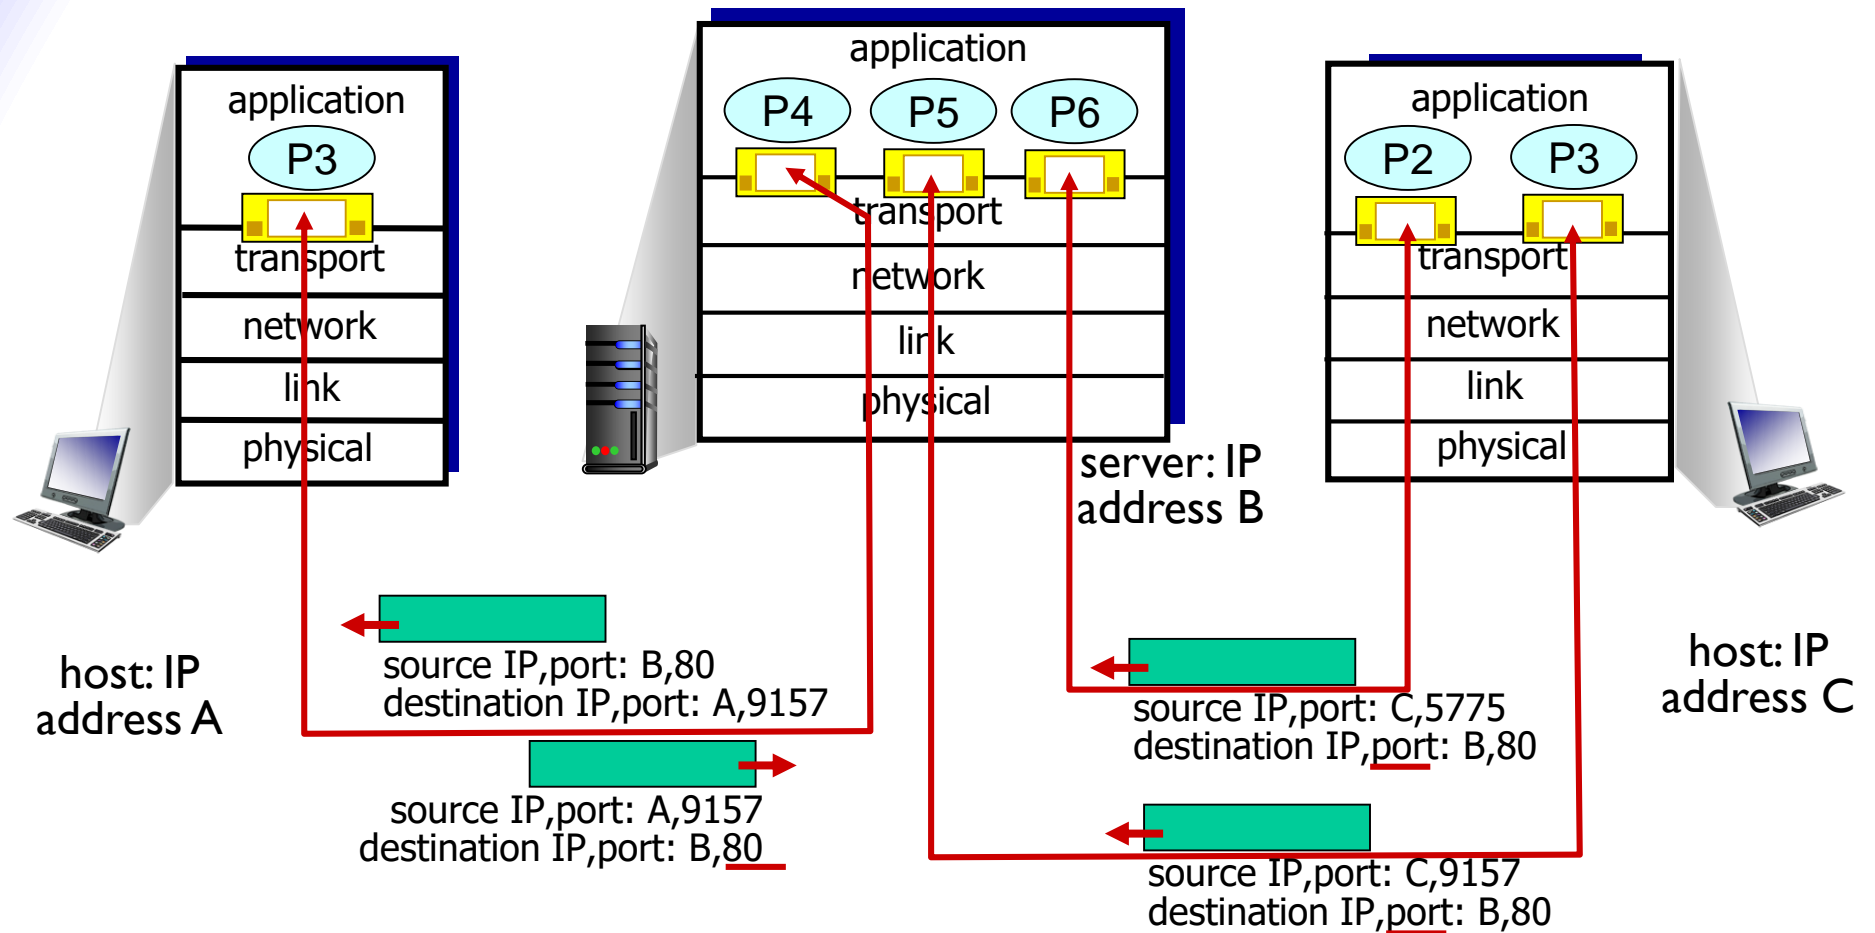 application
P3
transport
network
link
physical
host: IP
address A
application
P4
P5
P6
transport
network
link
physical
server: IP
address B
application
P2
P3
transport
network
link
physical
host: IP
address C
source IP,port: B,80
destination IP,port: A,9157
source IP,port: A,9157
destination IP,port: B,80
source IP,port: C,5775
destination IP,port: B,80
source IP,port: C,9157
destination IP,port: B,80